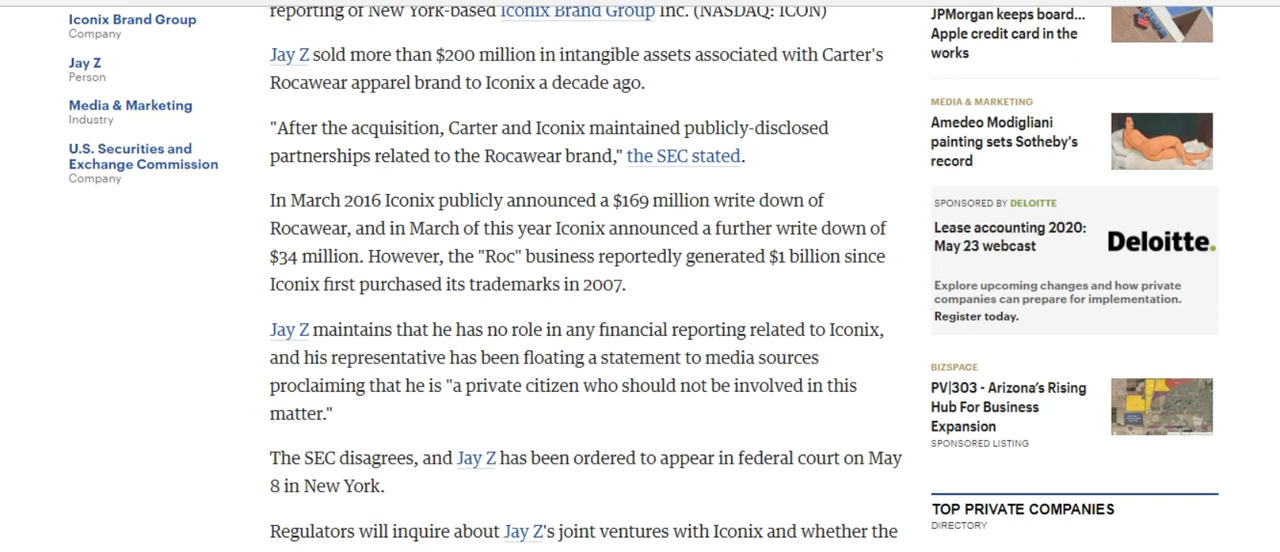 Iconix Brand Group
Company
Jay Z
Person
Media & Marketing
Industry
U.S. Securities and
Exchange Commission
Company
reporting of New York-based Iconix Brand Group Inc. (NASDAQ: ICON)
Jay Z sold more than $200 million in intangible assets associated with Carter's
Rocawear apparel brand to Iconix a decade ago.
"After the acquisition, Carter and Iconix maintained publicly-disclosed
partnerships related to the Rocawear brand," the SEC stated.
In March 2016 Iconix publicly announced a $169 million write down of
Rocawear, and in March of this year Iconix announced a further write down of
$34 million. However, the "Roc" business reportedly generated $1 billion since
Iconix first purchased its trademarks in 2007.
Jay Z maintains that he has no role in any financial reporting related to Iconix,
and his representative has been floating a statement to media sources
proclaiming that he is "a private citizen who should not be involved in this
matter."
The SEC disagrees, and Jay Z has been ordered to appear in federal court on May
8 in New York.
Regulators will inquire about Jay Z's joint ventures with Iconix and whether the
JPMorgan keeps board...
Apple credit card in the
works
MEDIA & MARKETING
Amedeo Modigliani
painting sets Sotheby's
record
SPONSORED BY DELOITTE
Lease accounting 2020:
May 23 webcast
Deloitte.
Explore upcoming changes and how private
companies can prepare for implementation.
Register today.
BIZSPACE
PV|303 - Arizona's Rising
Hub For Business
Expansion
SPONSORED LISTING
TOP PRIVATE COMPANIES
DIRECTORY